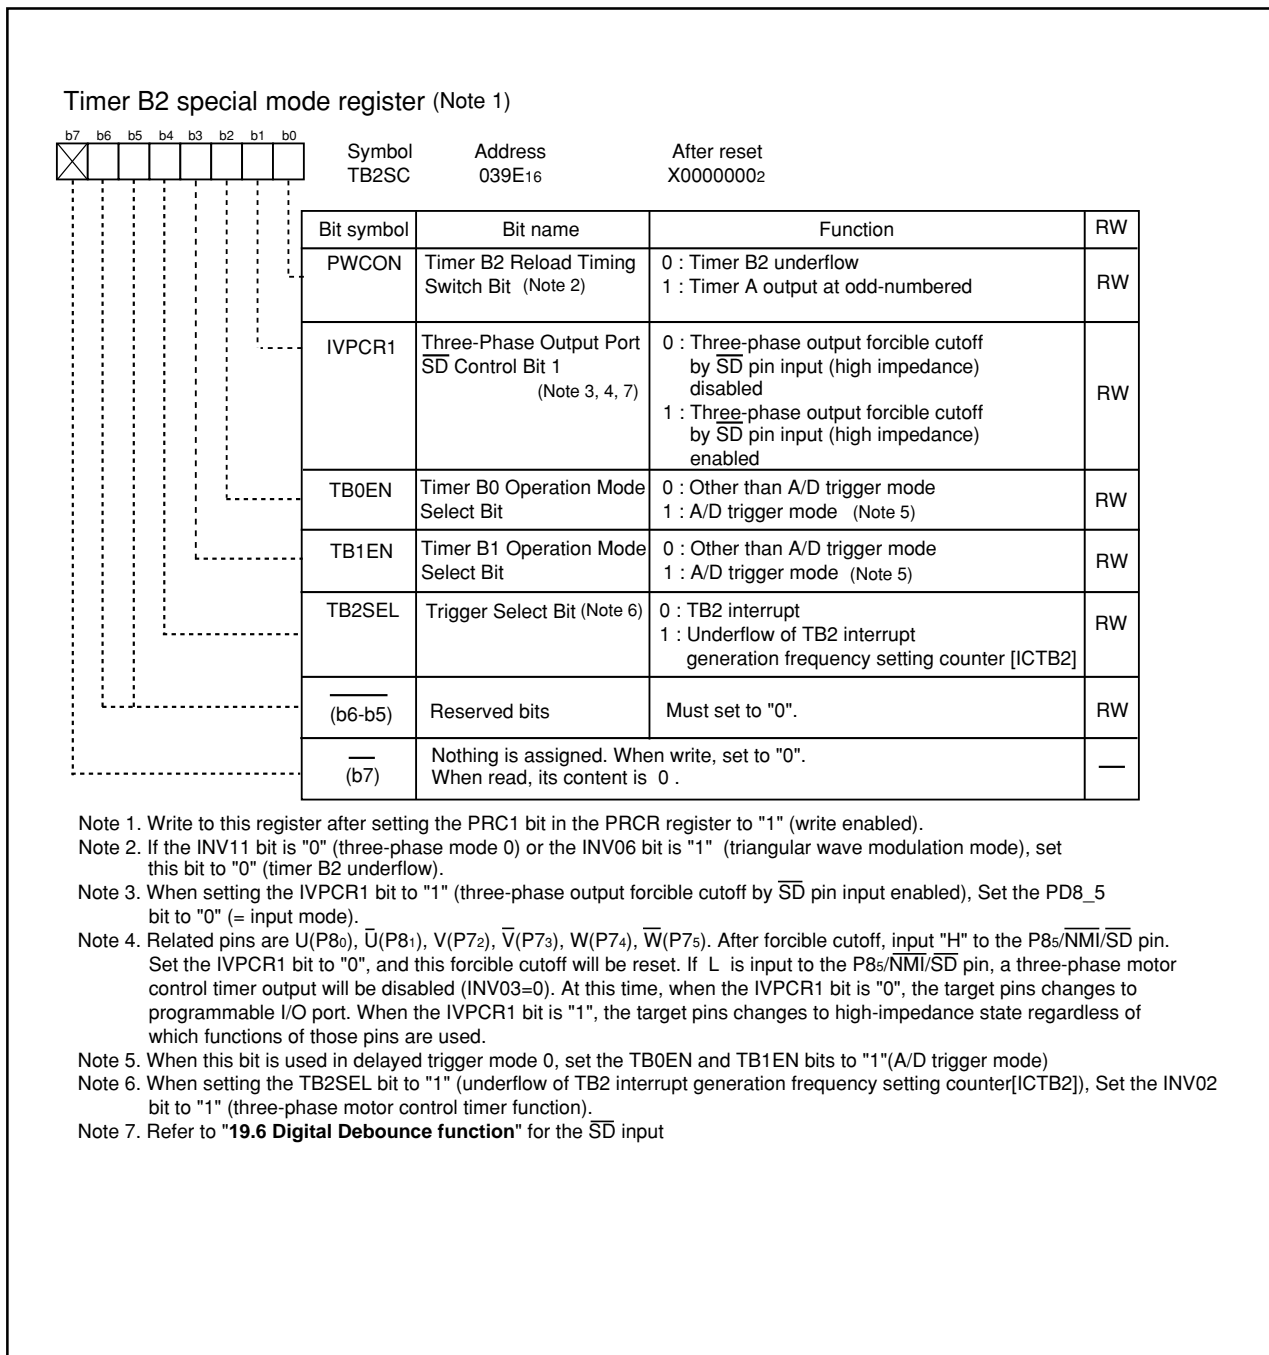 Timer B2 special mode register (Note 1)
b7 b6 b5 b4 b3 b2 b1 b0
Symbol Address After reset
TB2SC 039E16 X00000002
Bit symbol Bit name Function RW
PWCON Timer B2 Reload Timing Switch Bit (Note 2) 0 : Timer B2 underflow
1 : Timer A output at odd-numbered RW
IVPCR1 Three-Phase Output Port
S̅D̅ Control Bit 1
(Note 3, 4, 7)
0 : Three-phase output forcible cutoff
by S̅D̅ pin input (high impedance)
disabled
1 : Three-phase output forcible cutoff
by S̅D̅ pin input (high impedance)
enabled
RW
TB0EN Timer B0 Operation Mode
Select Bit
0 : Other than A/D trigger mode
1 : A/D trigger mode (Note 5)
RW
TB1EN Timer B1 Operation Mode
Select Bit
0 : Other than A/D trigger mode
1 : A/D trigger mode (Note 5)
RW
TB2SEL Trigger Select Bit (Note 6)
0 : TB2 interrupt
1 : Underflow of TB2 interrupt
generation frequency setting counter [ICTB2]
RW
(b6-b5) Reserved bits Must set to "0". RW
(b7) Nothing is assigned. When write, set to "0".
When read, its content is 0 .
—
Note 1. Write to this register after setting the PRC1 bit in the PRCR register to "1" (write enabled).
Note 2. If the INV11 bit is "0" (three-phase mode 0) or the INV06 bit is "1" (triangular wave modulation mode), set
this bit to "0" (timer B2 underflow).
Note 3. When setting the IVPCR1 bit to "1" (three-phase output forcible cutoff by S̅D̅ pin input enabled), Set the PD8_5
bit to "0" (= input mode).
Note 4. Related pins are U(P80), U̅(P81), V(P72), V̅(P73), W(P74), W̅(P75). After forcible cutoff, input "H" to the P85/N̅M̅I̅/S̅D̅ pin.
Set the IVPCR1 bit to "0", and this forcible cutoff will be reset. If L is input to the P85/N̅M̅I̅/S̅D̅ pin, a three-phase motor
control timer output will be disabled (INV03=0). At this time, when the IVPCR1 bit is "0", the target pins changes to
programmable I/O port. When the IVPCR1 bit is "1", the target pins changes to high-impedance state regardless of
which functions of those pins are used.
Note 5. When this bit is used in delayed trigger mode 0, set the TB0EN and TB1EN bits to "1"(A/D trigger mode)
Note 6. When setting the TB2SEL bit to "1" (underflow of TB2 interrupt generation frequency setting counter[ICTB2]), Set the INV02
bit to "1" (three-phase motor control timer function).
Note 7. Refer to "19.6 Digital Debounce function" for the S̅D̅ input